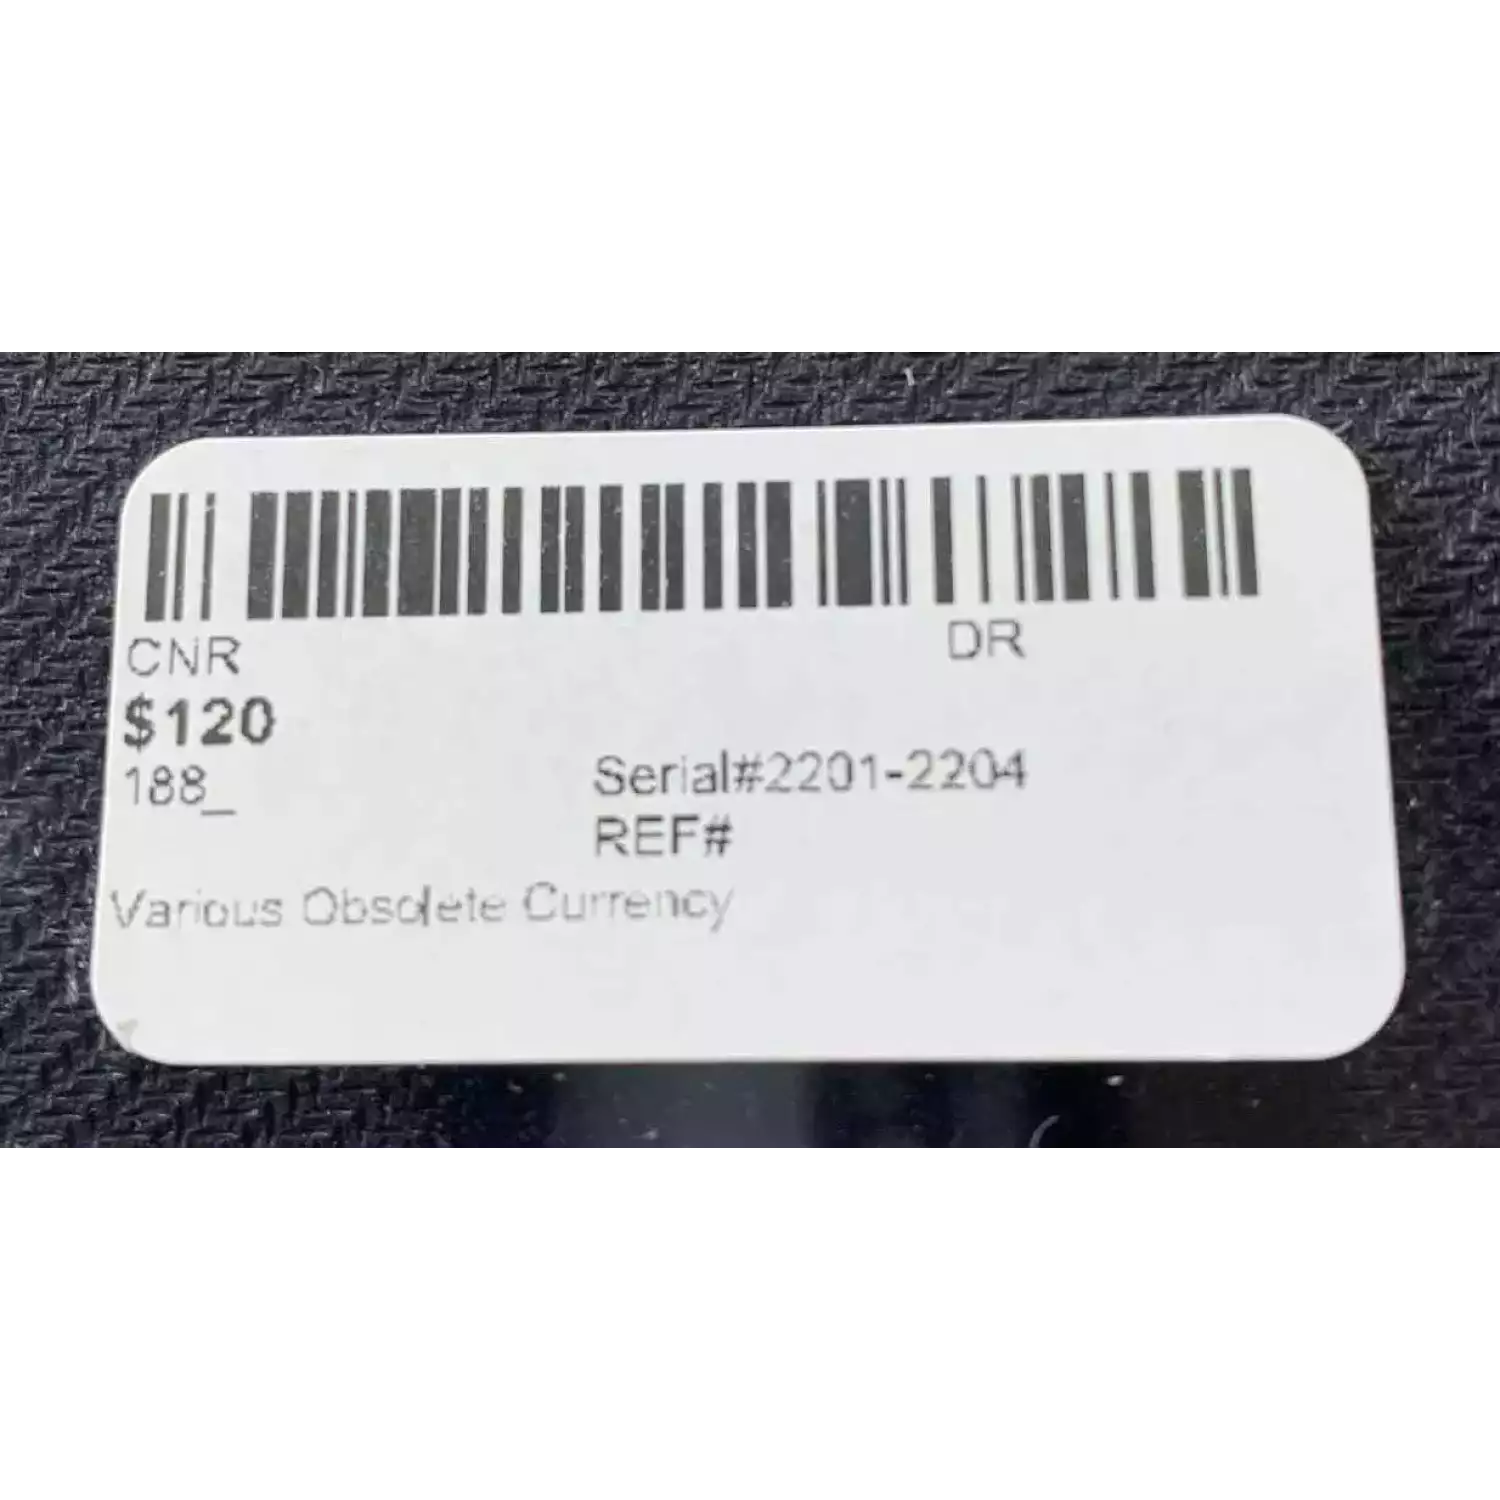 CNR DR
$120
188_ Serial#2201-2204
REF#
Various Obsolete Currency